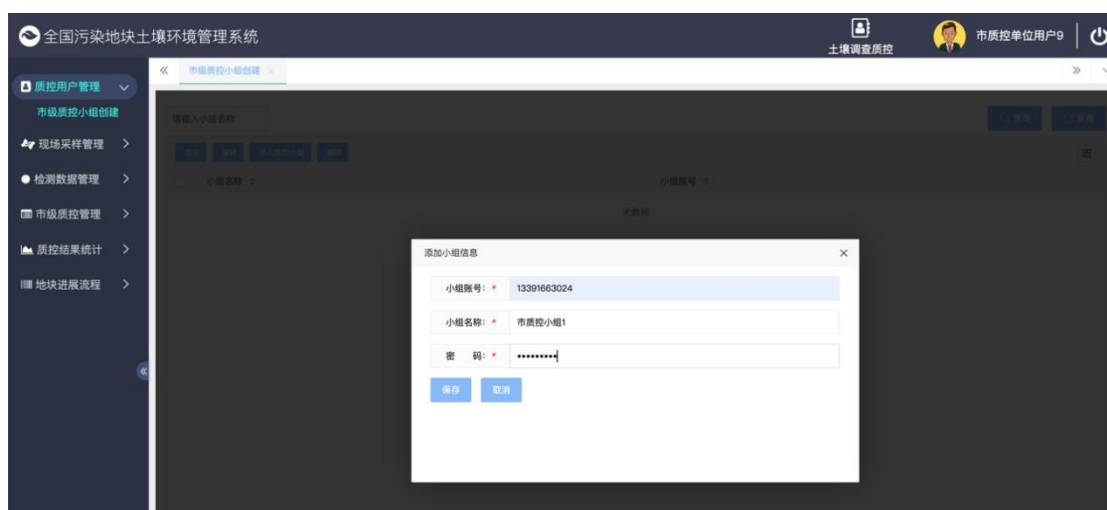 全国污染地块土壤环境管理系统
土壤调查质控
市质控单位用户9
质控用户管理
市级质控小组创建
现场采样管理
检测数据管理
市级质控管理
质控结果统计
地块进展流程
市级质控小组创建
请输入小组名称
查询
重置
小组名称
小组账号
无数据
添加小组信息
小组账号：* 13391663024
小组名称：* 市质控小组1
密 码：* •••••••••
保存 取消